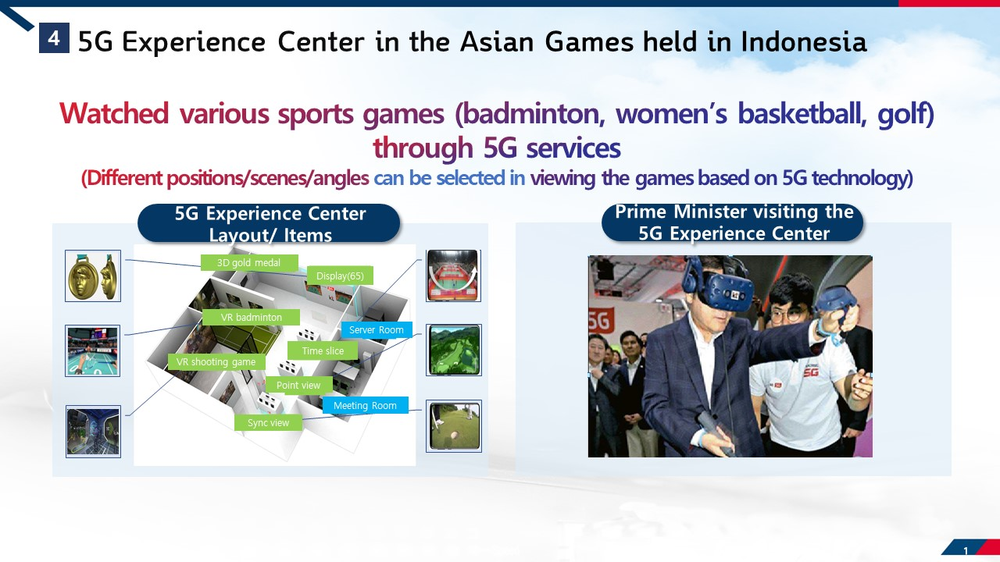 4
5G Experience Center in the Asian Games held in Indonesia
Watched various sports games (badminton, women’s basketball, golf)
through 5G services
(Different positions/scenes/angles can be selected in viewing the games based on 5G technology)
5G Experience Center
Layout/ Items
3D gold medal
Display(65)
VR badminton
Server Room
Time slice
VR shooting game
Point view
Meeting Room
Sync view
Prime Minister visiting the
5G Experience Center
5G
5G
1